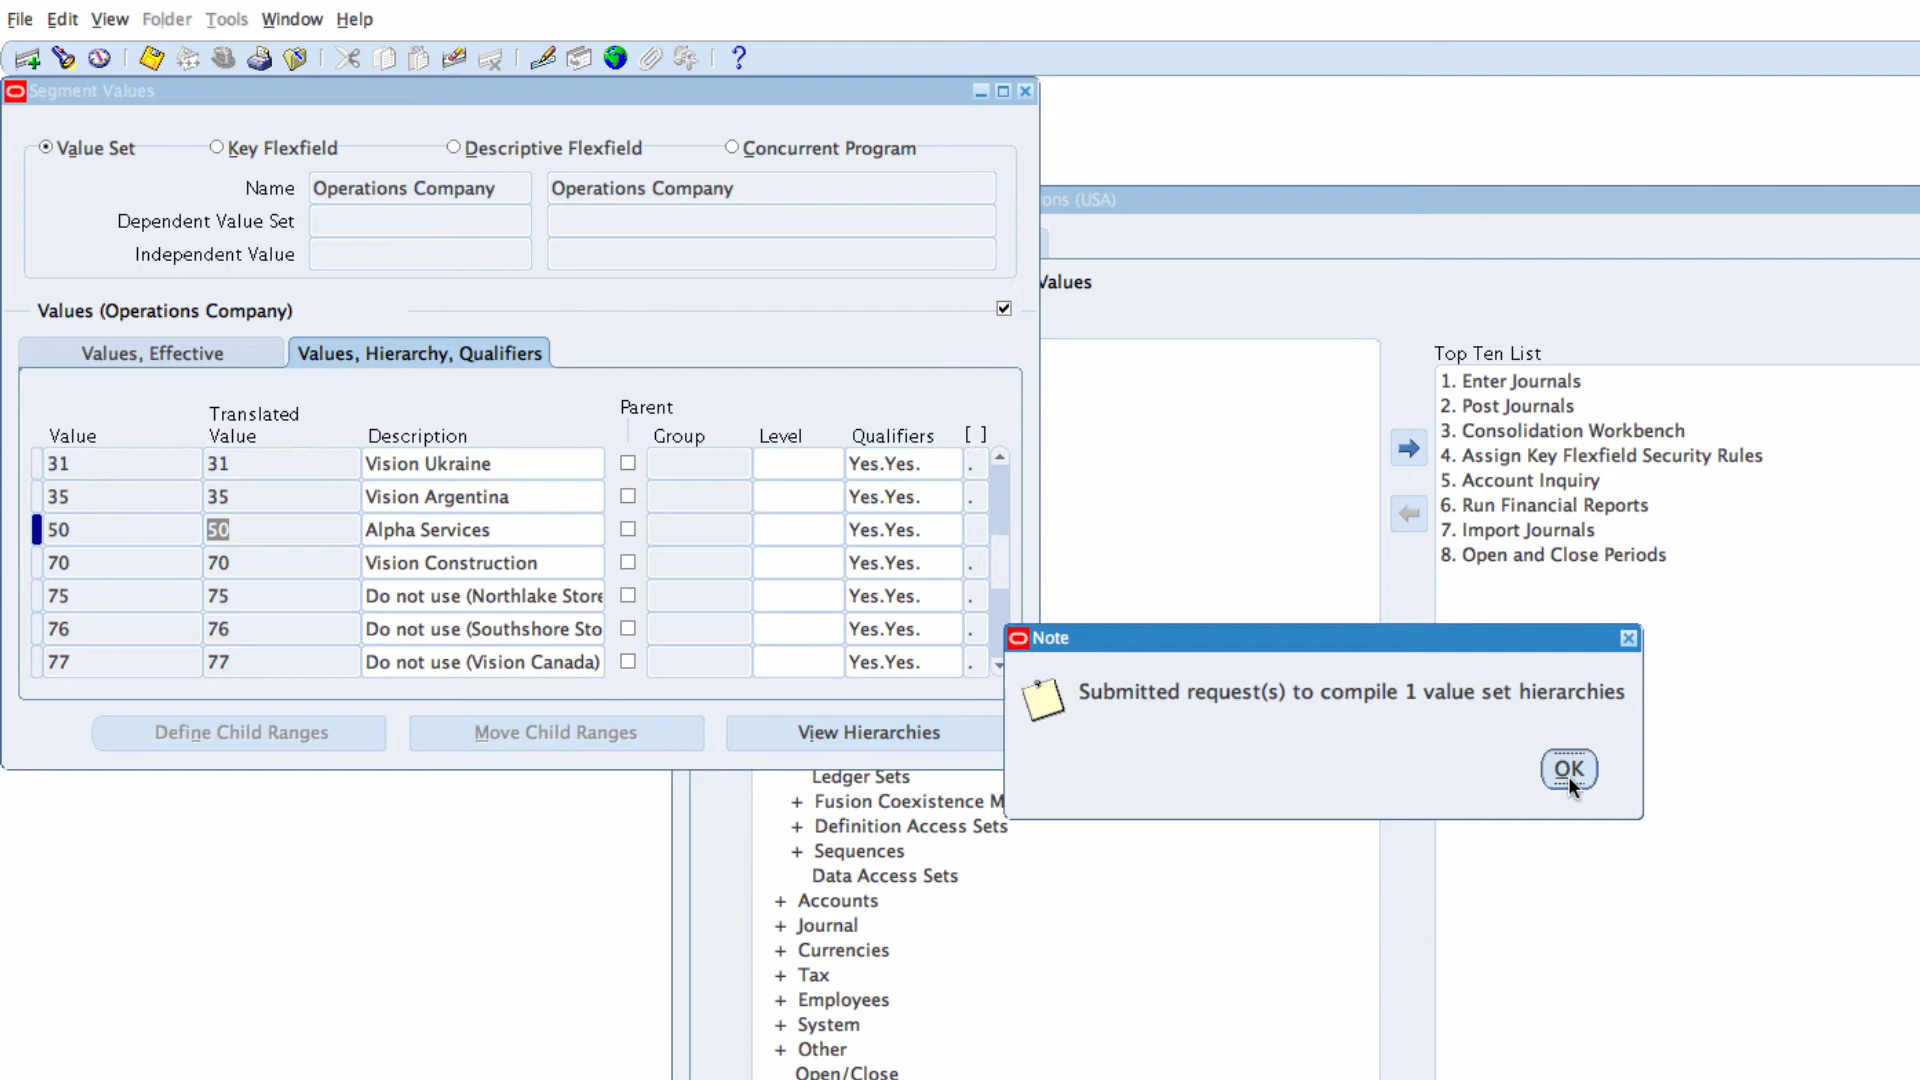 File Edit View Folder Tools Window Help
?
Segment Values
Value Set Key Flexfield Descriptive Flexfield Concurrent Program
Name Operations Company Operations Company
Dependent Value Set
Independent Value
Values (Operations Company)
Values, Effective Values, Hierarchy, Qualifiers
Parent
Translated
Value Value Description Group Level Qualifiers [ ]
31 31 Vision Ukraine Yes.Yes. .
35 35 Vision Argentina Yes.Yes. .
50 50 Alpha Services Yes.Yes.
70 70 Vision Construction Yes.Yes. .
75 75 Do not use (Northlake Store Yes.Yes. .
76 76 Do not use (Southshore Sto Yes.Yes. .
77 77 Do not use (Vision Canada) Yes.Yes. .
Define Child Ranges Move Child Ranges View Hierarchies
ons (USA)
Values
Top Ten List
1. Enter Journals
2. Post Journals
3. Consolidation Workbench
4. Assign Key Flexfield Security Rules
5. Account Inquiry
6. Run Financial Reports
7. Import Journals
8. Open and Close Periods
Note
Submitted request(s) to compile 1 value set hierarchies
OK
Ledger Sets
+ Fusion Coexistence M
+ Definition Access Sets
+ Sequences
Data Access Sets
+ Accounts
+ Journal
+ Currencies
+ Tax
+ Employees
+ System
+ Other
Open/Close